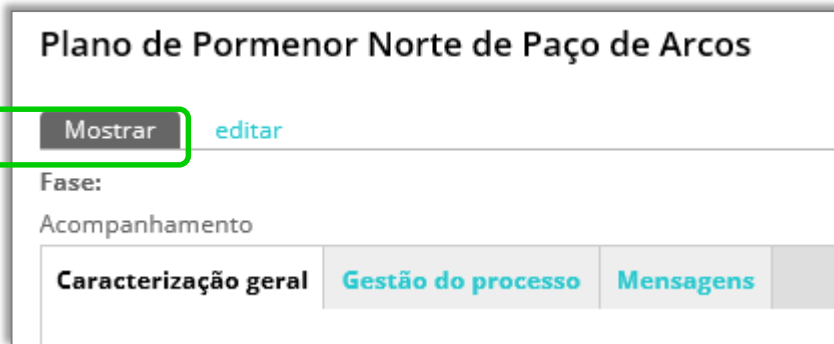 Plano de Pormenor Norte de Paço de Arcos
Mostrar editar
Fase:
Acompanhamento
Caracterização geral Gestão do processo Mensagens